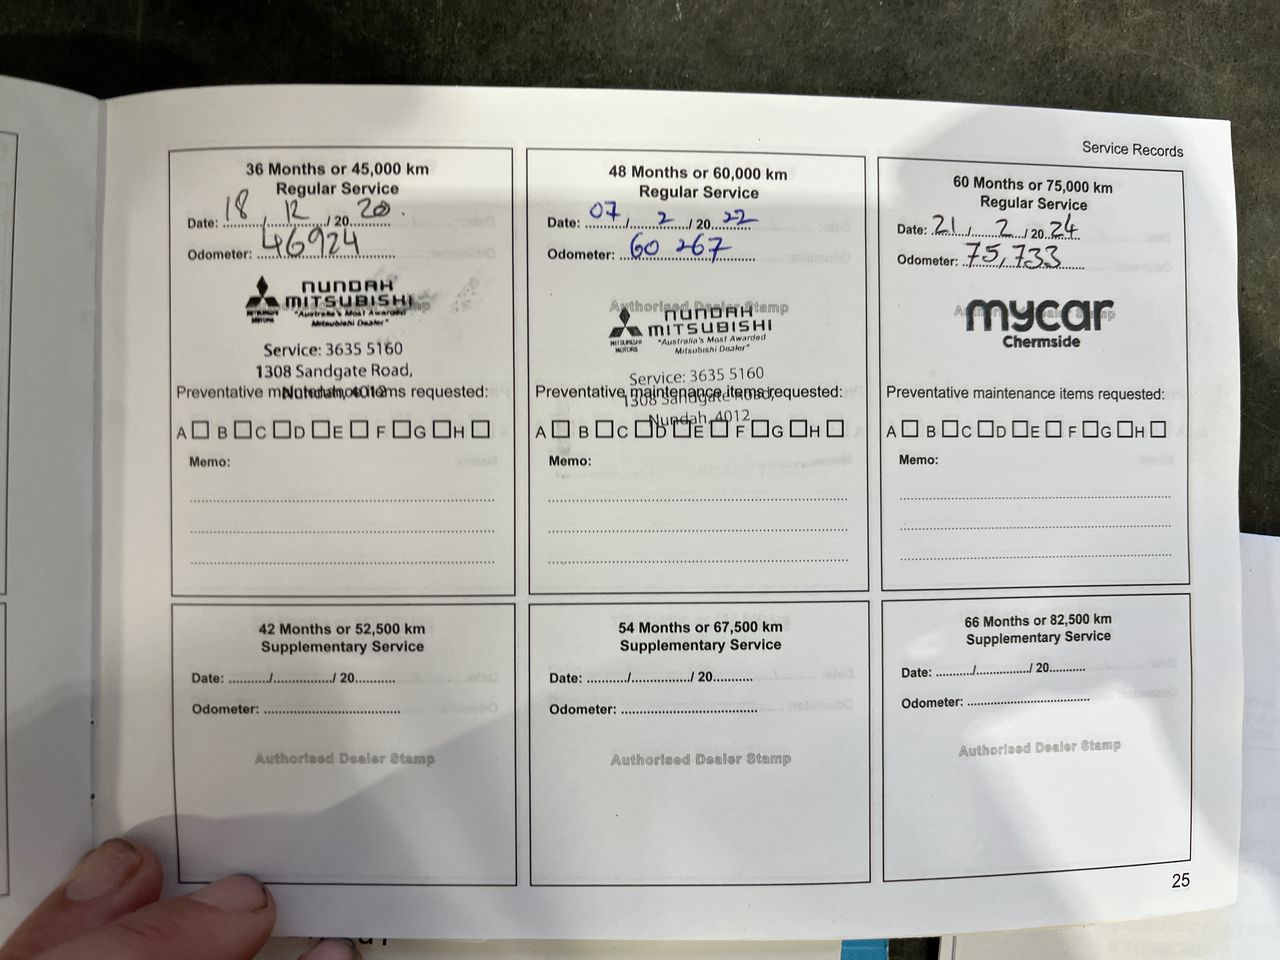 Service Records
36 Months or 45,000 km
Regular Service
Date: 18 / 12 / 20 20
Odometer: 46924
NUNDAH
MITSUBISHI
MITSUBISHI MOTORS
"Australia's Most Awarded
Mitsubishi Dealer"
Service: 3635 5160
1308 Sandgate Road,
Nundah, 4012
Preventative maintenance items requested:
A B C D E F G H
Memo:
48 Months or 60,000 km
Regular Service
Date: 07 / 2 / 20 22
Odometer: 60 267
Authorised Dealer Stamp
NUNDAH
MITSUBISHI
MITSUBISHI MOTORS
"Australia's Most Awarded
Mitsubishi Dealer"
Service: 3635 5160
1308 Sandgate Road,
Nundah, 4012
Preventative maintenance items requested:
A B C D E F G H
Memo:
60 Months or 75,000 km
Regular Service
Date: 21 / 2 / 20 24
Odometer: 75,733
Authorised Dealer Stamp
mycar
Chermside
Preventative maintenance items requested:
A B C D E F G H
Memo:
42 Months or 52,500 km
Supplementary Service
Date: ........./............../ 20..........
Odometer: ..................................
Authorised Dealer Stamp
54 Months or 67,500 km
Supplementary Service
Date: ........./............../ 20..........
Odometer: ..................................
Authorised Dealer Stamp
66 Months or 82,500 km
Supplementary Service
Date: ........./............../ 20..........
Odometer: ..................................
Authorised Dealer Stamp
25